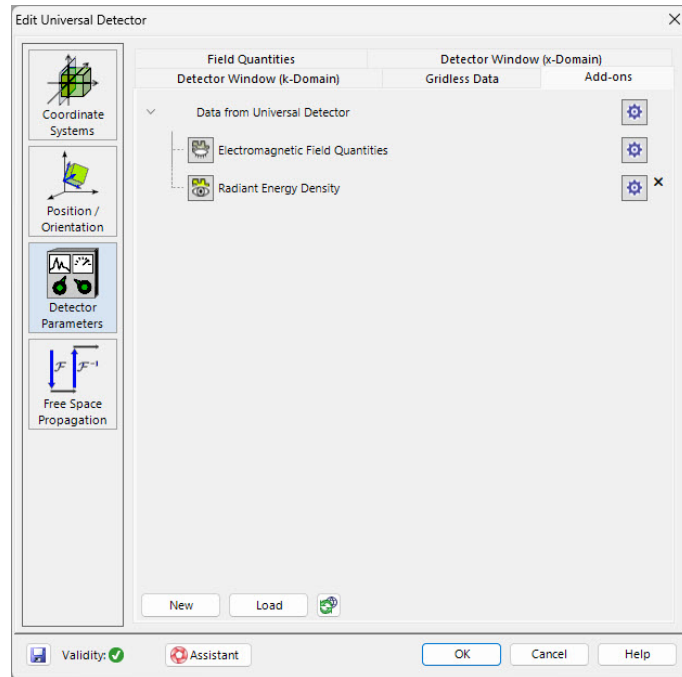 Edit Universal Detector
Coordinate
Systems
Position /
Orientation
Detector
Parameters
Free Space
Propagation
Field Quantities
Detector Window (x-Domain)
Detector Window (k-Domain)
Gridless Data
Add-ons
Data from Universal Detector
Electromagnetic Field Quantities
Radiant Energy Density
New
Load
Validity:
Assistant
OK
Cancel
Help